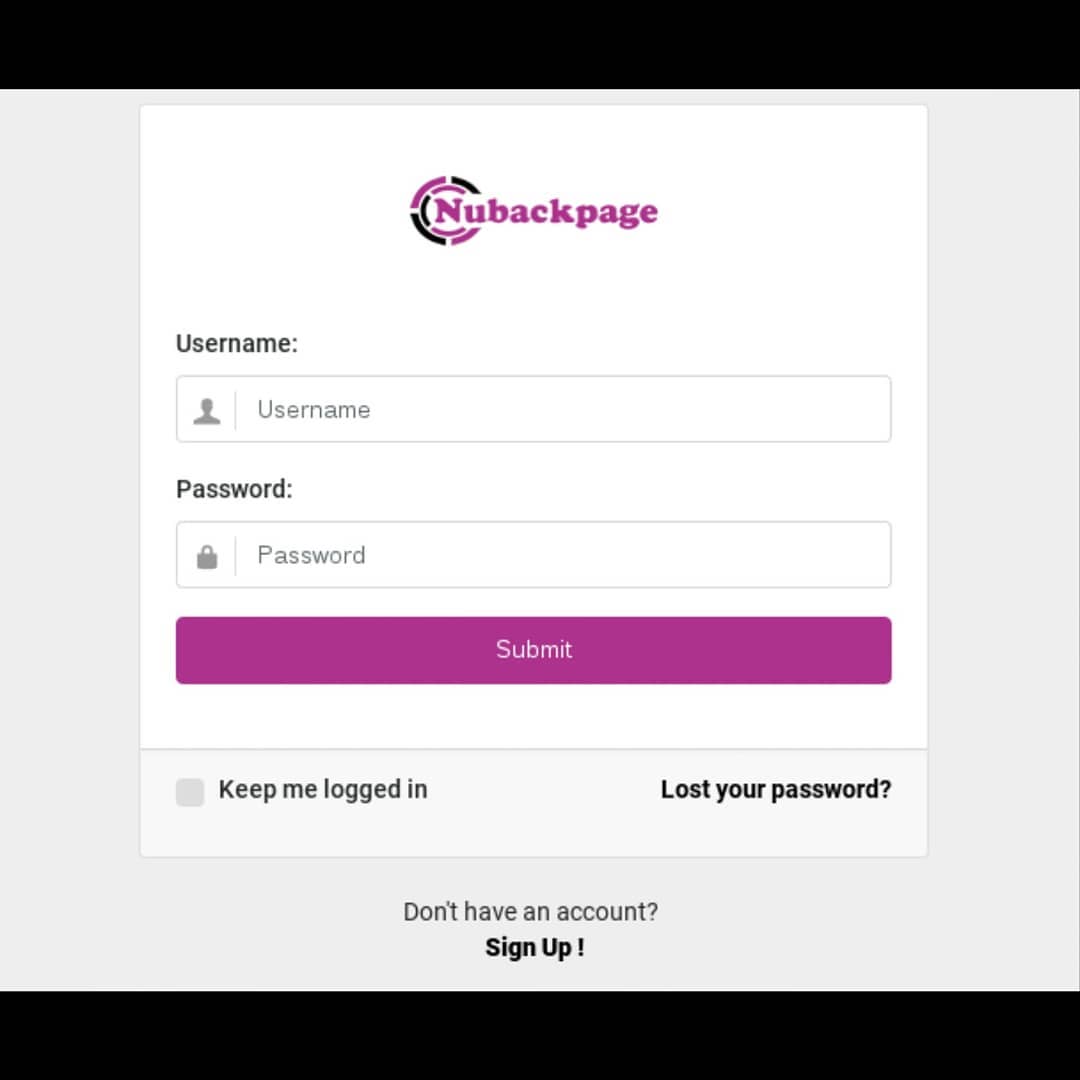 Nubackpage
Username:
Username
Password:
Password
Submit
Keep me logged in
Lost your password?
Don't have an account?
Sign Up !